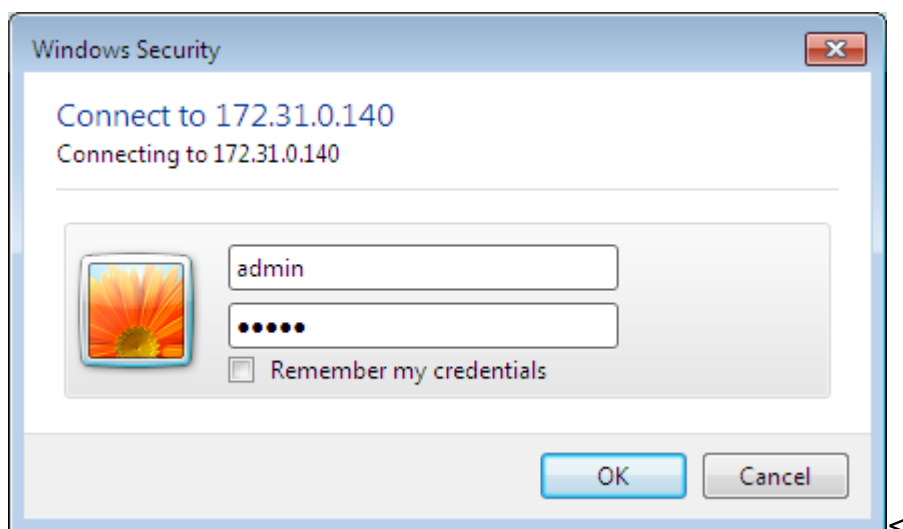 Windows Security
Connect to 172.31.0.140
Connecting to 172.31.0.140
admin
•••••
Remember my credentials
OK
Cancel
<